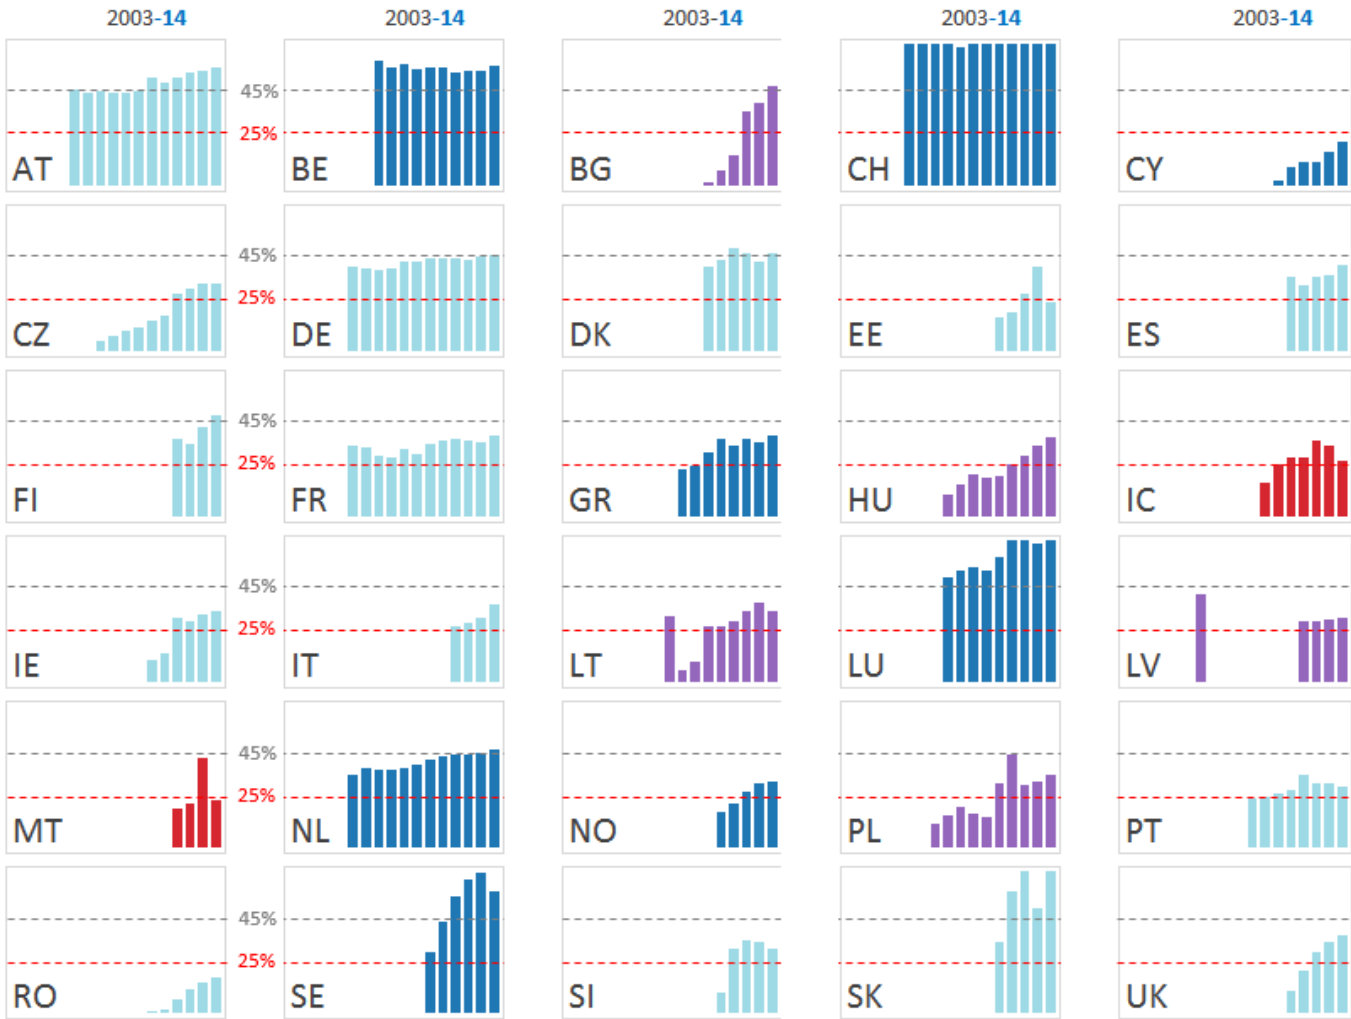 2003-14 2003-14 2003-14 2003-14 2003-14
45%
25%
AT BE BG CH CY
45%
25%
CZ DE DK EE ES
45%
25%
FI FR GR HU IC
45%
25%
IE IT LT LU LV
45%
25%
MT NL NO PL PT
45%
25%
RO SE SI SK UK